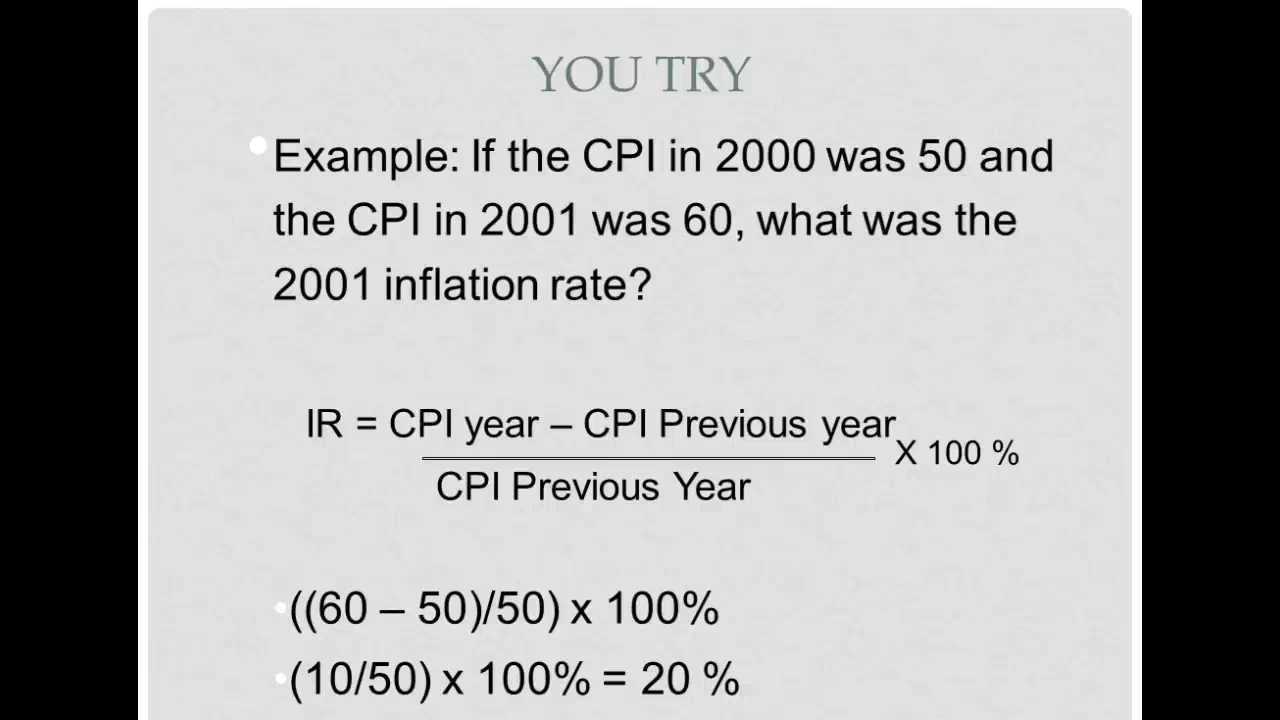 YOU TRY
Example: If the CPI in 2000 was 50 and
the CPI in 2001 was 60, what was the
2001 inflation rate?
IR = CPI year – CPI Previous year
X 100 %
CPI Previous Year
((60 – 50)/50) x 100%
(10/50) x 100% = 20 %